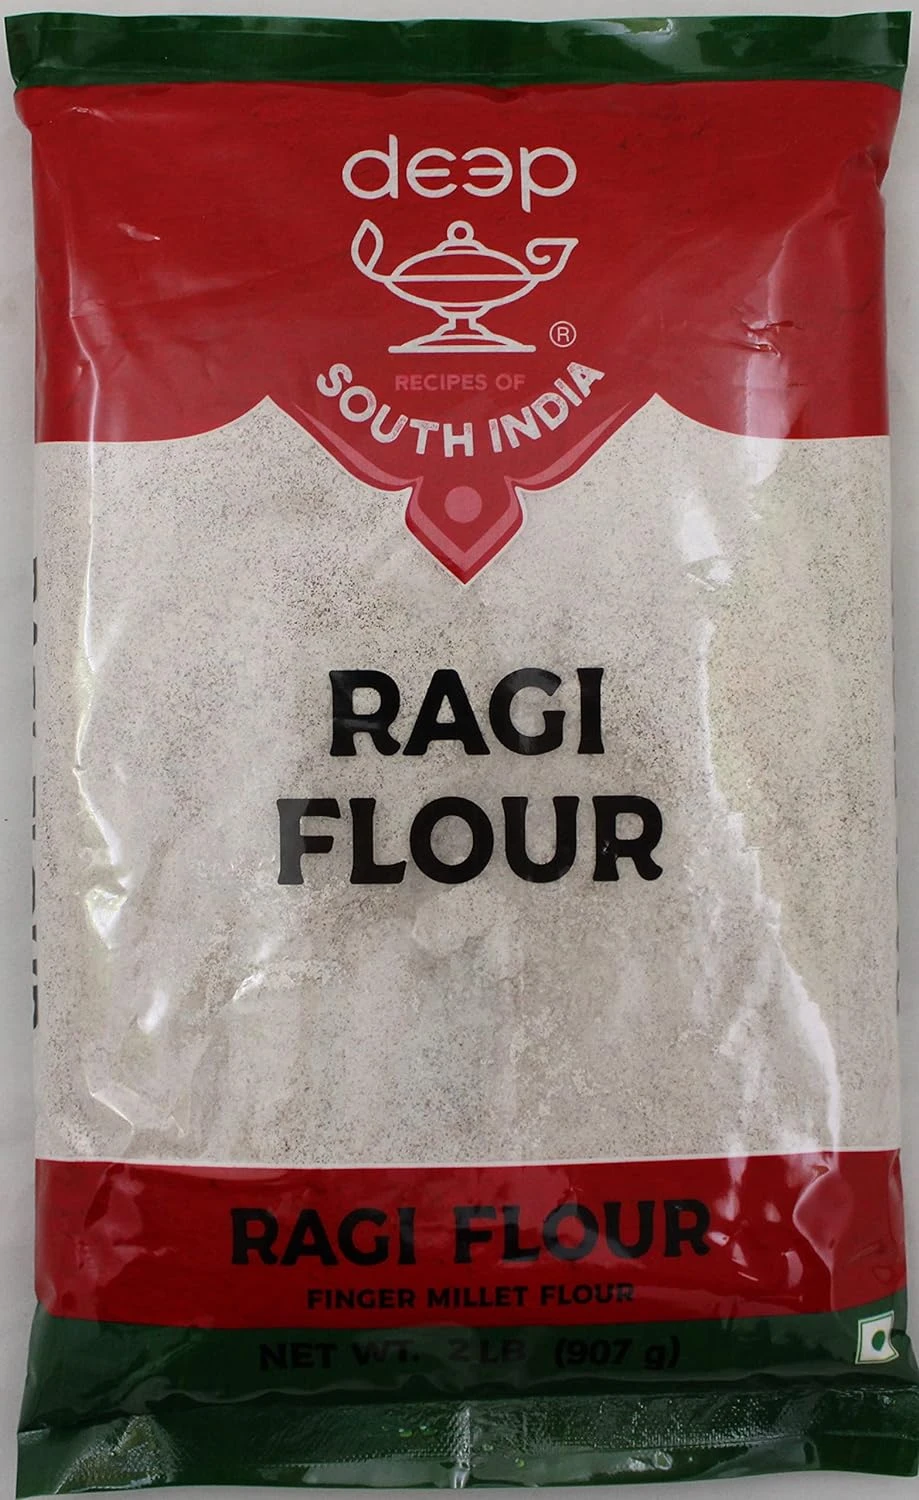 deep
®
RECIPES OF
SOUTH INDIA
RAGI
FLOUR
RAGI FLOUR
FINGER MILLET FLOUR
NET WT. 2 LB (907 g)